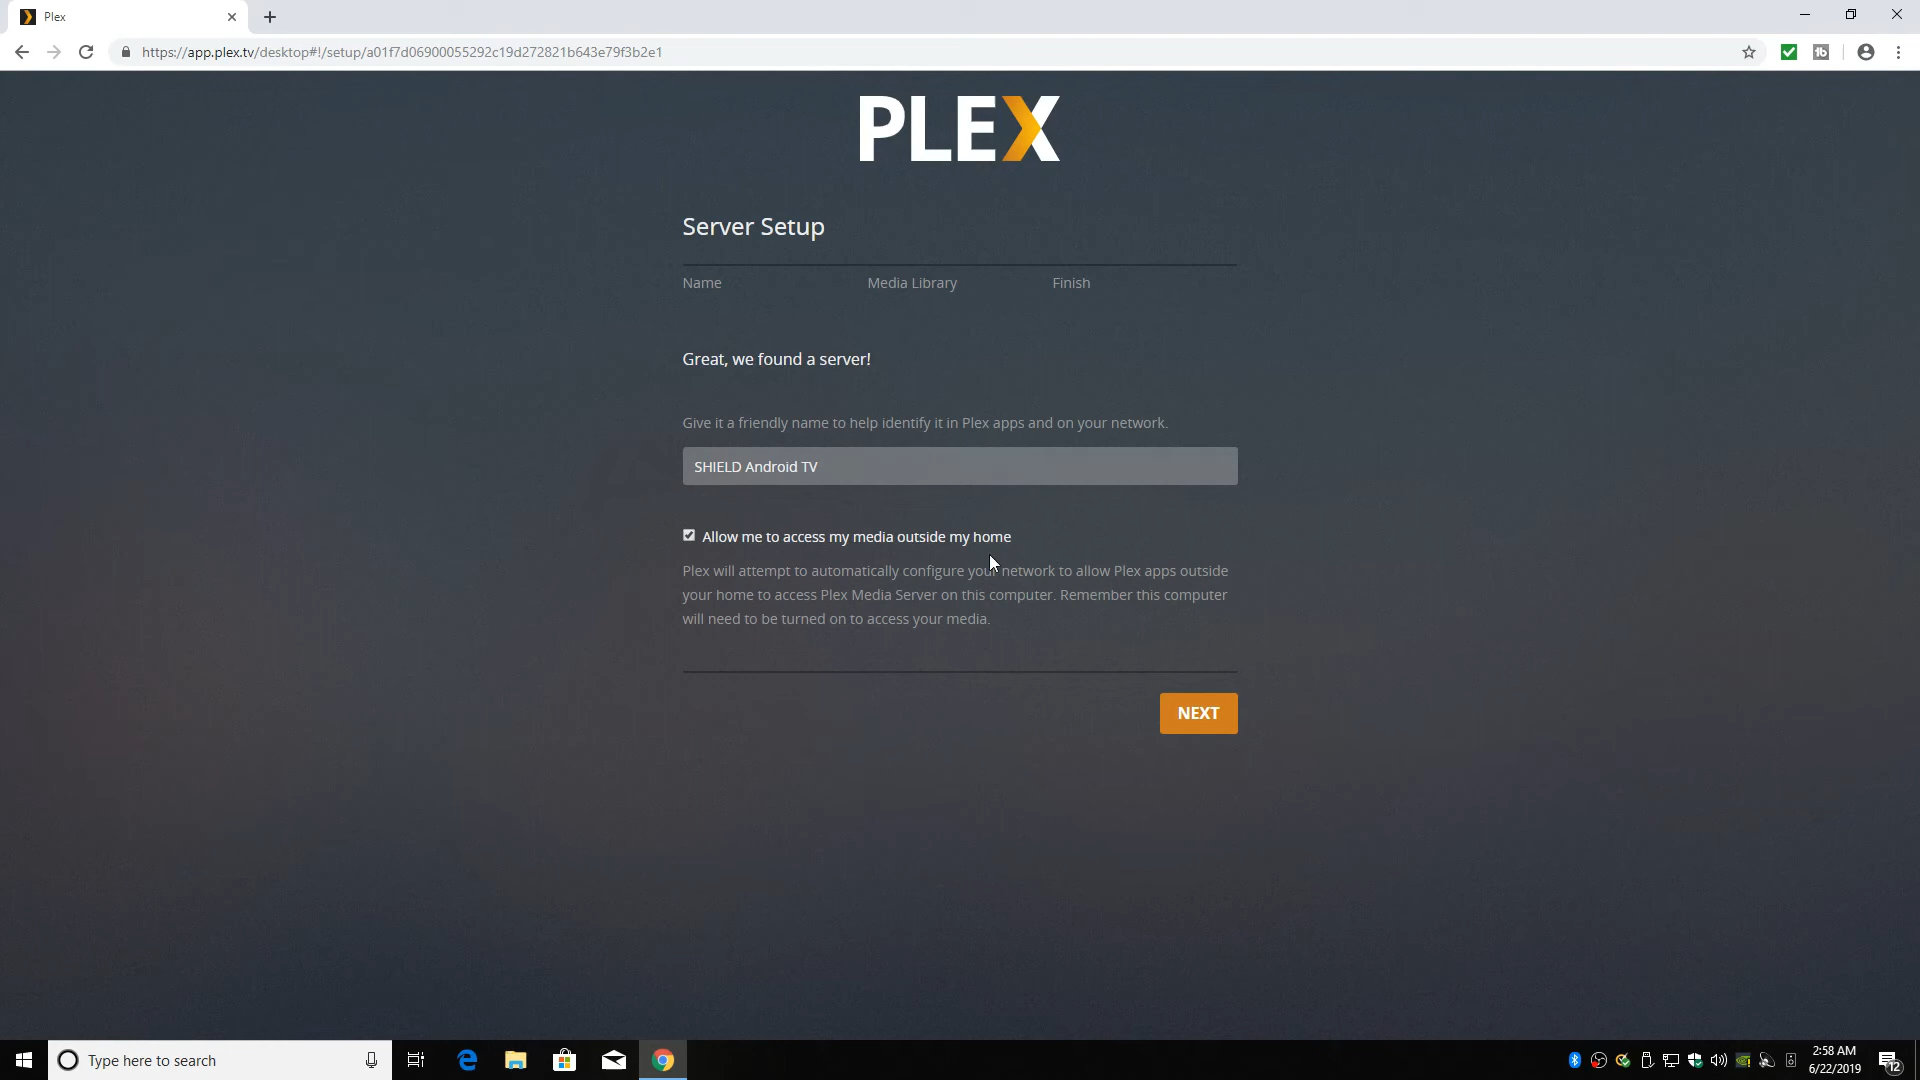 Plex
https://app.plex.tv/desktop#!/setup/a01f7d06900055292c19d272821b643e79f3b2e1
PLEX
Server Setup
Name Media Library Finish
Great, we found a server!
Give it a friendly name to help identify it in Plex apps and on your network.
SHIELD Android TV
Allow me to access my media outside my home
Plex will attempt to automatically configure your network to allow Plex apps outside
your home to access Plex Media Server on this computer. Remember this computer
will need to be turned on to access your media.
NEXT
Type here to search
2:58 AM
6/22/2019
12